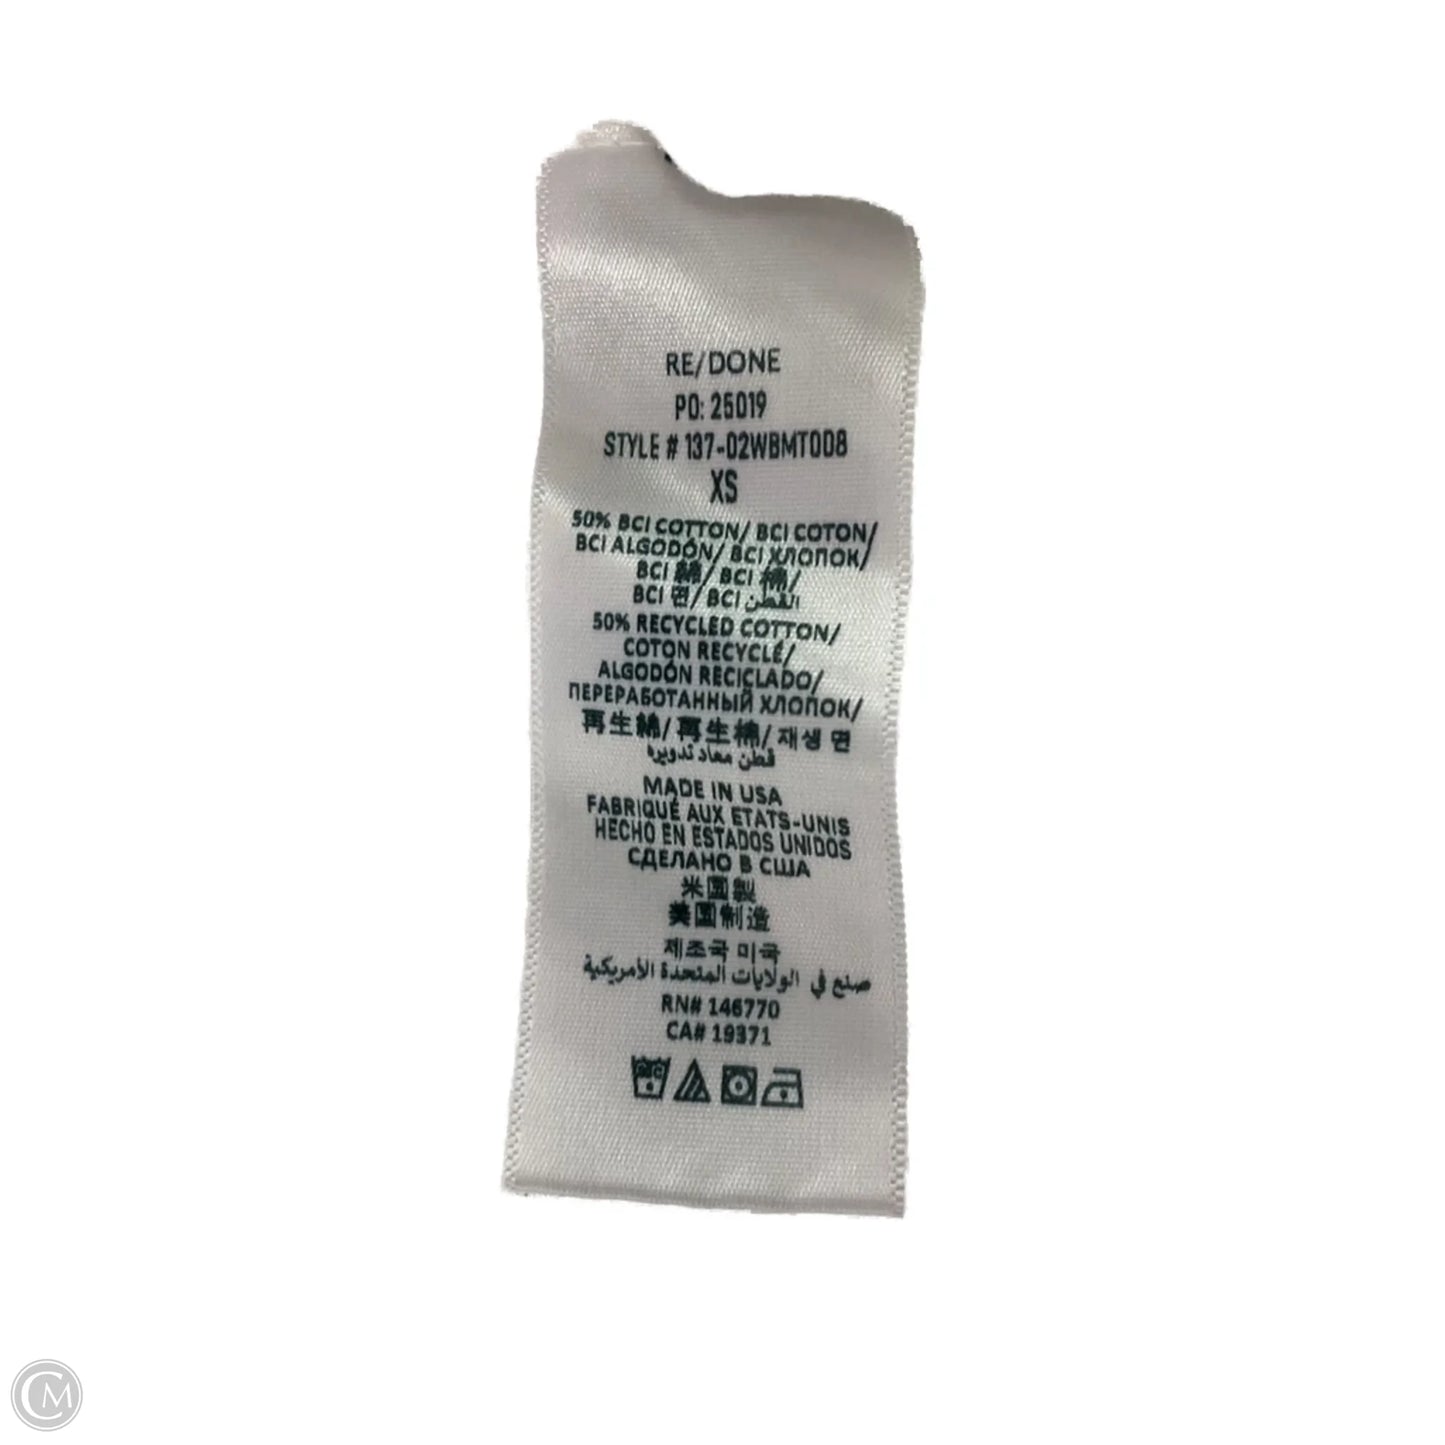 RE/DONE
PO: 25019
STYLE # 137-02WBMT008
XS
50% BCI COTTON/ BCI COTON/
BCI ALGODÓN/ BCI ХЛОПОК/
BCI 綿/ BCI 棉/
BCI 면/ BCI القطن
50% RECYCLED COTTON/
COTON RECYCLÉ/
ALGODÓN RECICLADO/
ПЕРЕРАБОТАННЫЙ ХЛОПОК/
再生綿/ 再生棉/ 재생 면
قطن معاد تدويره
MADE IN USA
FABRIQUÉ AUX ETATS-UNIS
HECHO EN ESTADOS UNIDOS
СДЕЛАНО В США
米国製
美国制造
제조국 미국
صنع في الولايات المتحدة الأمريكية
RN# 146770
CA# 19371
CM